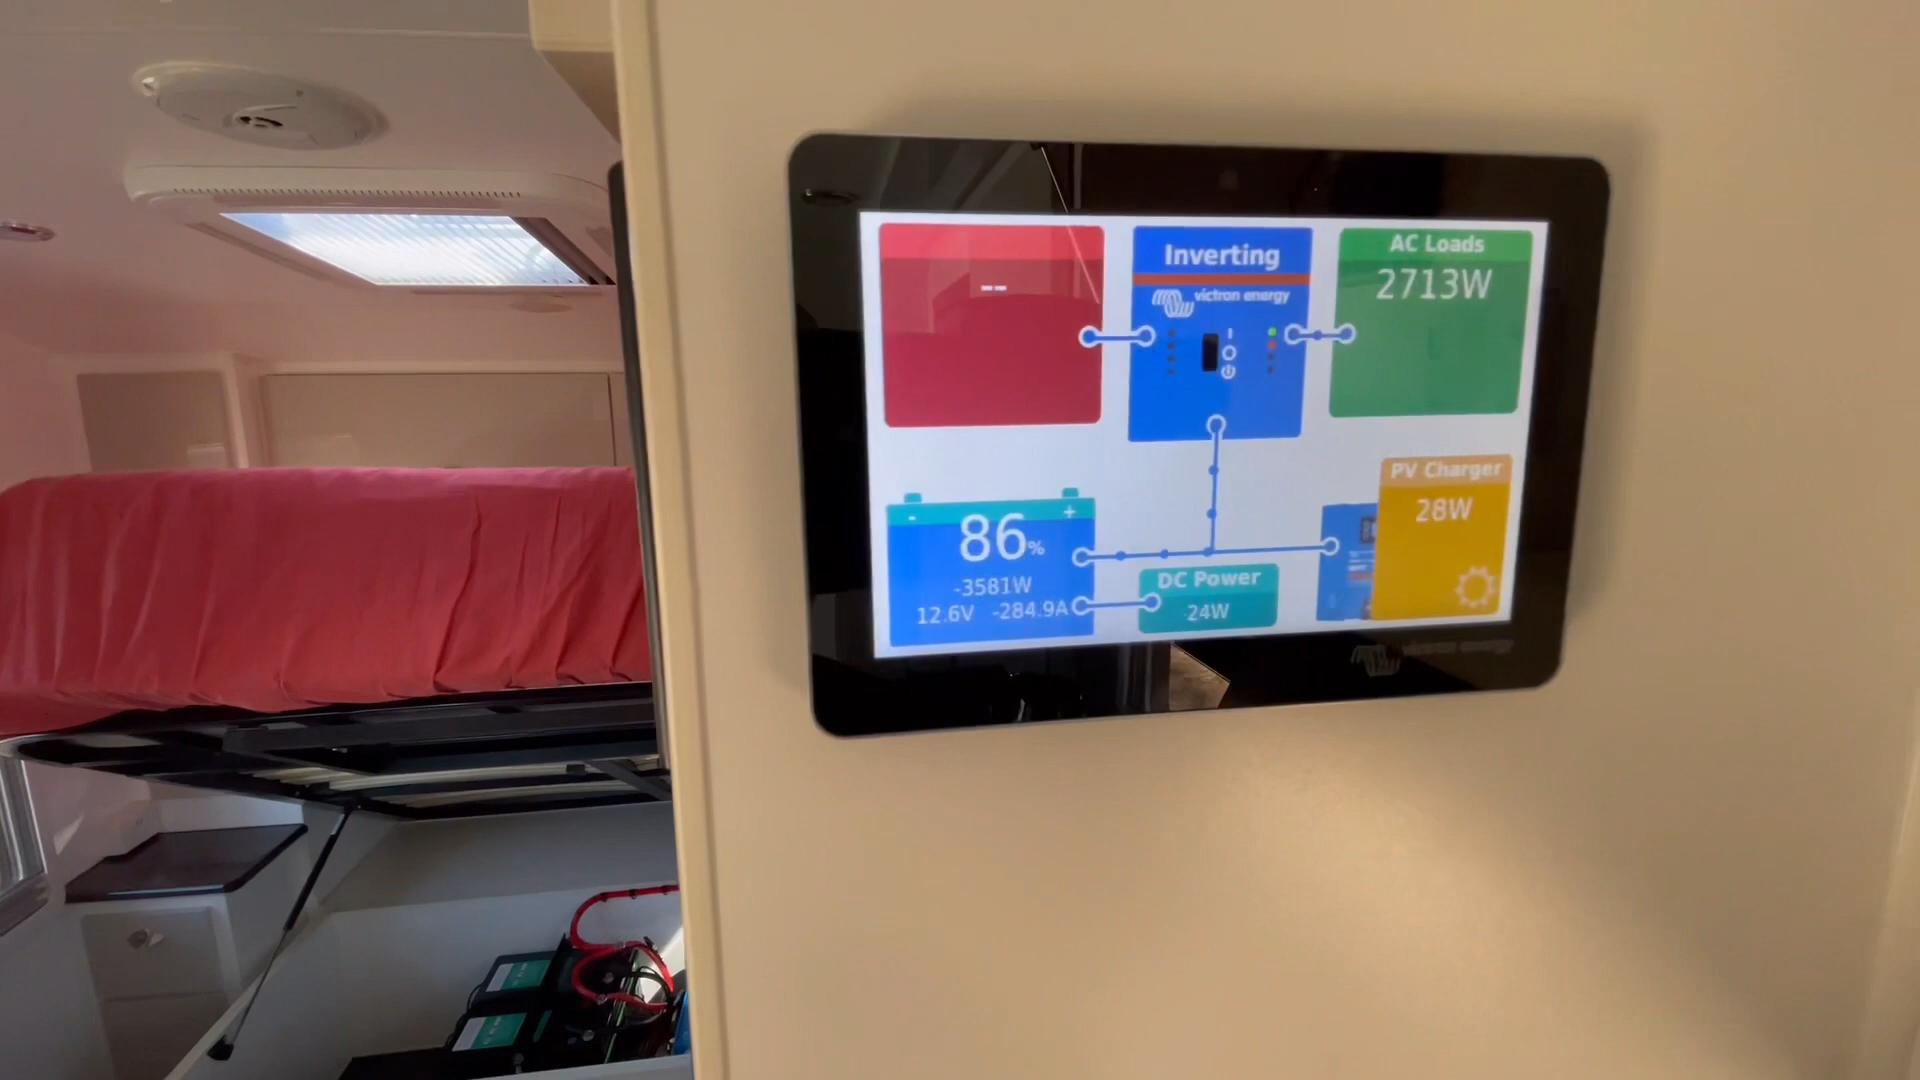 --
Inverting
victron energy
AC Loads
2713W
86%
-3581W
12.6V -284.9A
DC Power
24W
PV Charger
28W
victron energy